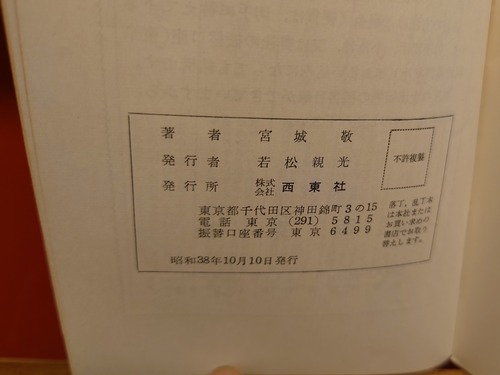 著者 宮城敬
発行者 若松親光
発行所 株式会社 西東社
東京都千代田区神田錦町3の15
電話 東京 (291) 5815
振替口座番号 東京 6499
昭和38年10月10日発行
不許複製
落丁、乱丁本
は本社または
お買い求めの
書店でお取り
替えします。